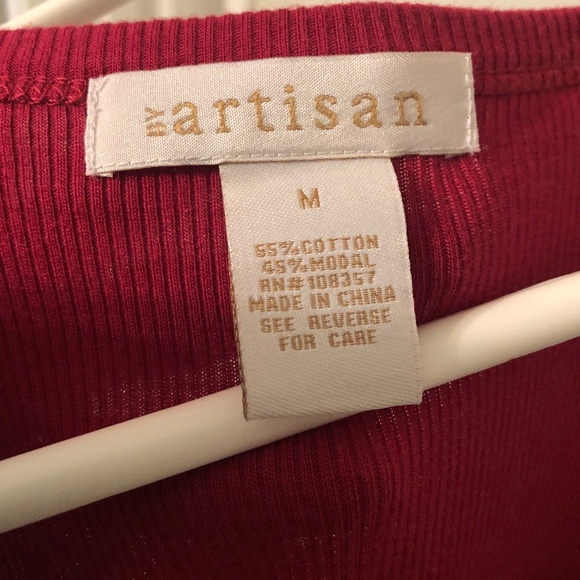 BY artisan
M
55% COTTON
45% MODAL
RN# 108357
MADE IN CHINA
SEE REVERSE
FOR CARE